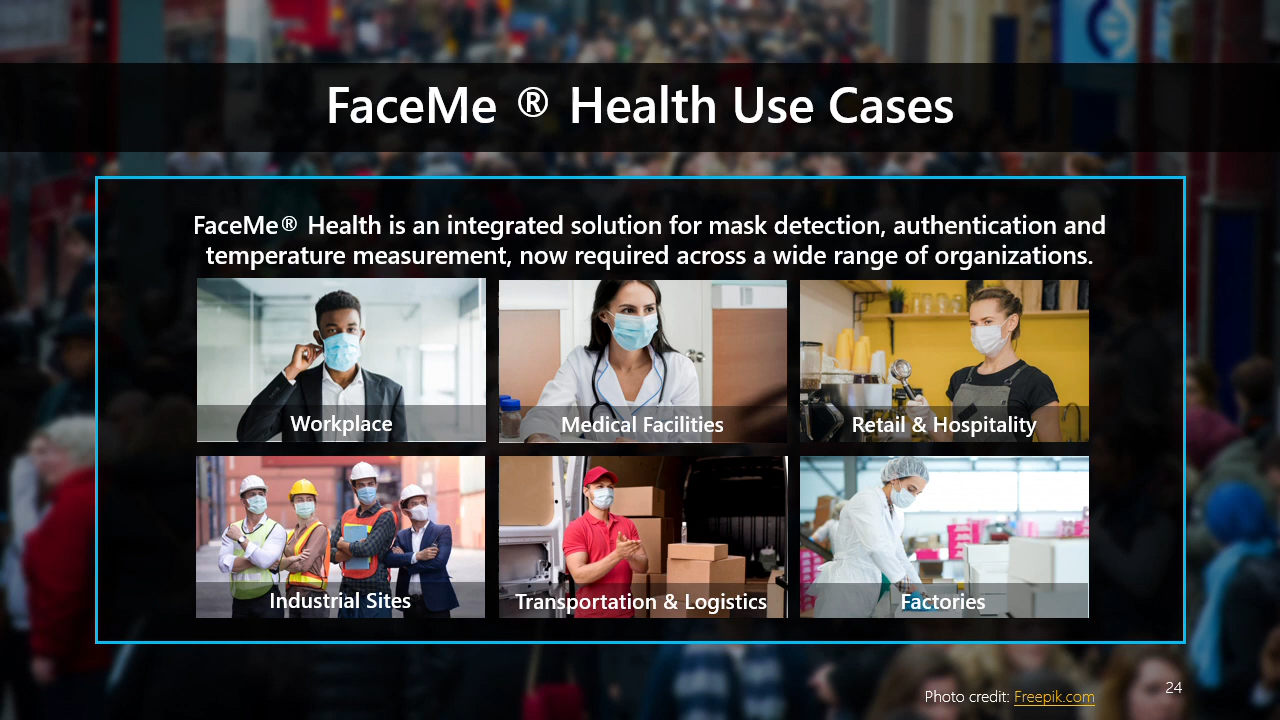 FaceMe ® Health Use Cases
FaceMe® Health is an integrated solution for mask detection, authentication and
temperature measurement, now required across a wide range of organizations.
Workplace
Medical Facilities
Retail & Hospitality
Industrial Sites
Transportation & Logistics
Factories
Photo credit: Freepik.com
24